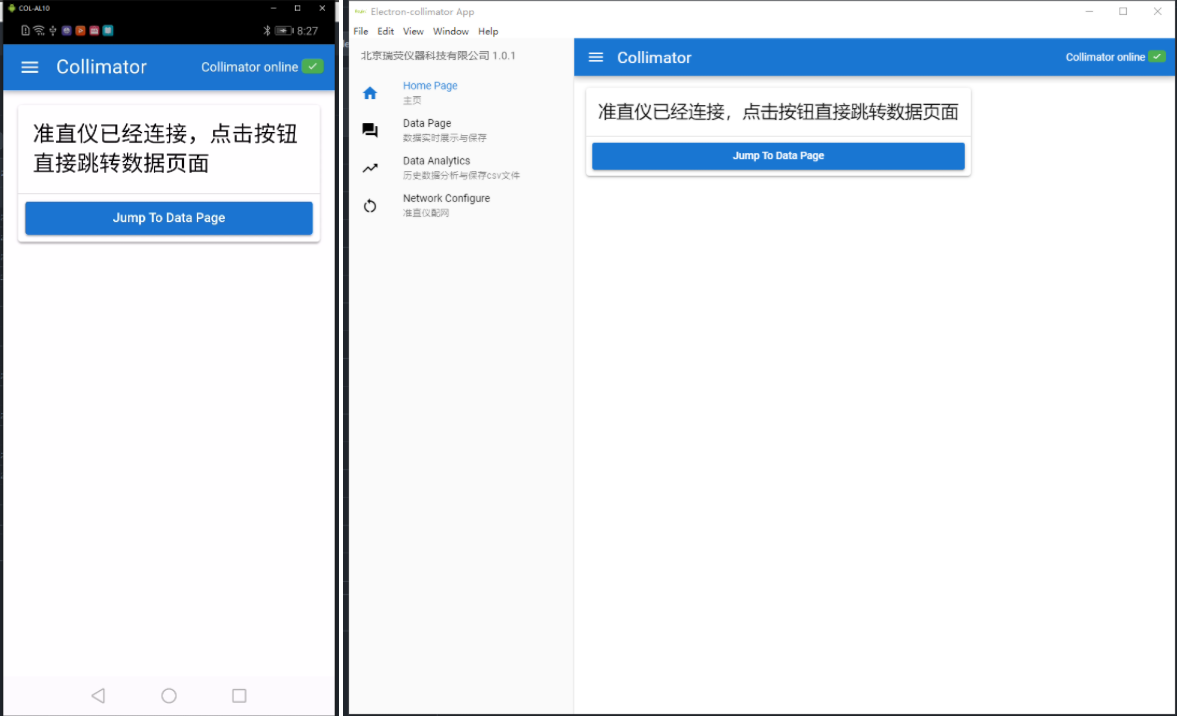 COL-AL10
8:27
Collimator
Collimator online
准直仪已经连接，点击按钮
直接跳转数据页面
Jump To Data Page
Electron-collimator App
File Edit View Window Help
北京瑞荧仪器科技有限公司 1.0.1
Home Page
主页
Data Page
数据实时展示与保存
Data Analytics
历史数据分析与保存csv文件
Network Configure
准直仪配网
Collimator
Collimator online
准直仪已经连接，点击按钮直接跳转数据页面
Jump To Data Page